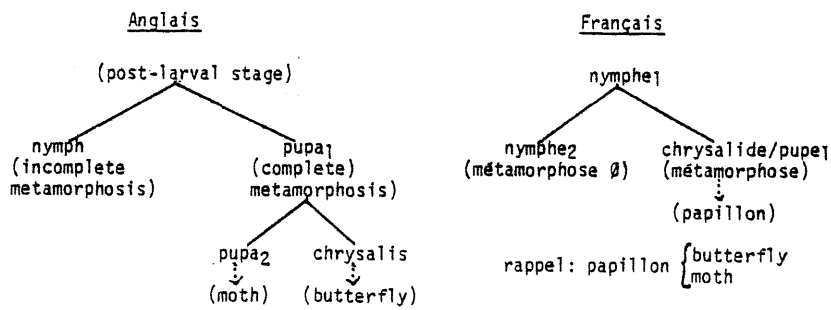 Anglais
(post-larval stage)
nymph
(incomplete
metamorphosis)
pupa1
(complete)
metamorphosis)
pupa2
(moth)
chrysalis
(butterfly)
Français
nymphe1
nymphe2
(métamorphose Ø)
chrysalide/pupe1
(métamorphose)
(papillon)
rappel: papillon { butterfly
moth